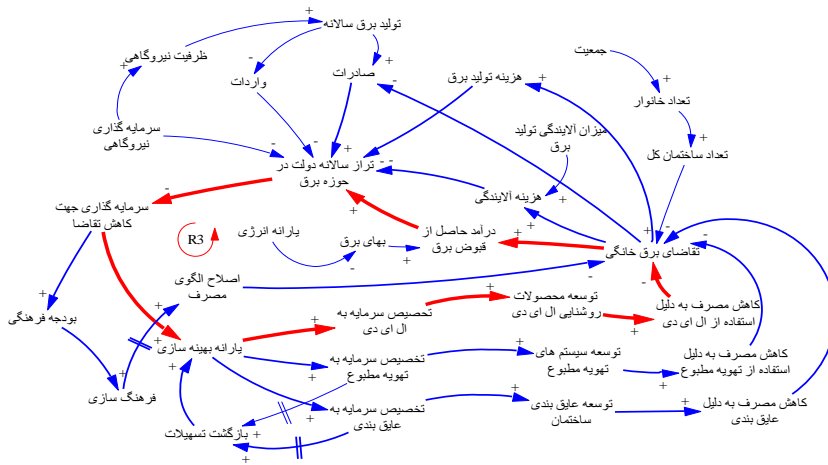 تولید برق سالانه
ظرفیت نیروگاهی
واردات
صادرات
هزینه تولید برق
جمعیت
تعداد خانوار
تعداد ساختمان کل
سرمایه گذاری
نیروگاهی
میزان آلایندگی تولید
برق
تراز سالانه دولت در
حوزه برق
هزینه آلایندگی
سرمایه گذاری جهت
کاهش تقاضا
R3
یارانه انرژی
بهای برق
درآمد حاصل از
قبوض برق
تقاضای برق خانگی
اصلاح الگوی
مصرف
بودجه فرهنگی
تخصیص سرمایه به
ال ای دی
توسعه محصولات
روشنایی ال ای دی
کاهش مصرف به دلیل
استفاده از ال ای دی
یارانه بهینه سازی
تخصیص سرمایه به
تهویه مطبوع
توسعه سیستم های
تهویه مطبوع
کاهش مصرف به دلیل
استفاده از تهویه مطبوع
فرهنگ سازی
تخصیص سرمایه به
عایق بندی
توسعه عایق بندی
ساختمان
کاهش مصرف به دلیل
عایق بندی
بازگشت تسهیلات